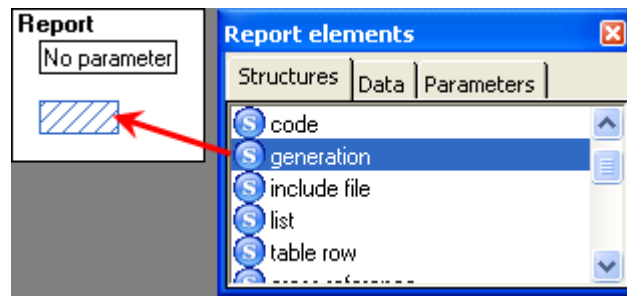 Report
No parameter
Report elements
Structures
Data
Parameters
S code
S generation
S include file
S list
S table row